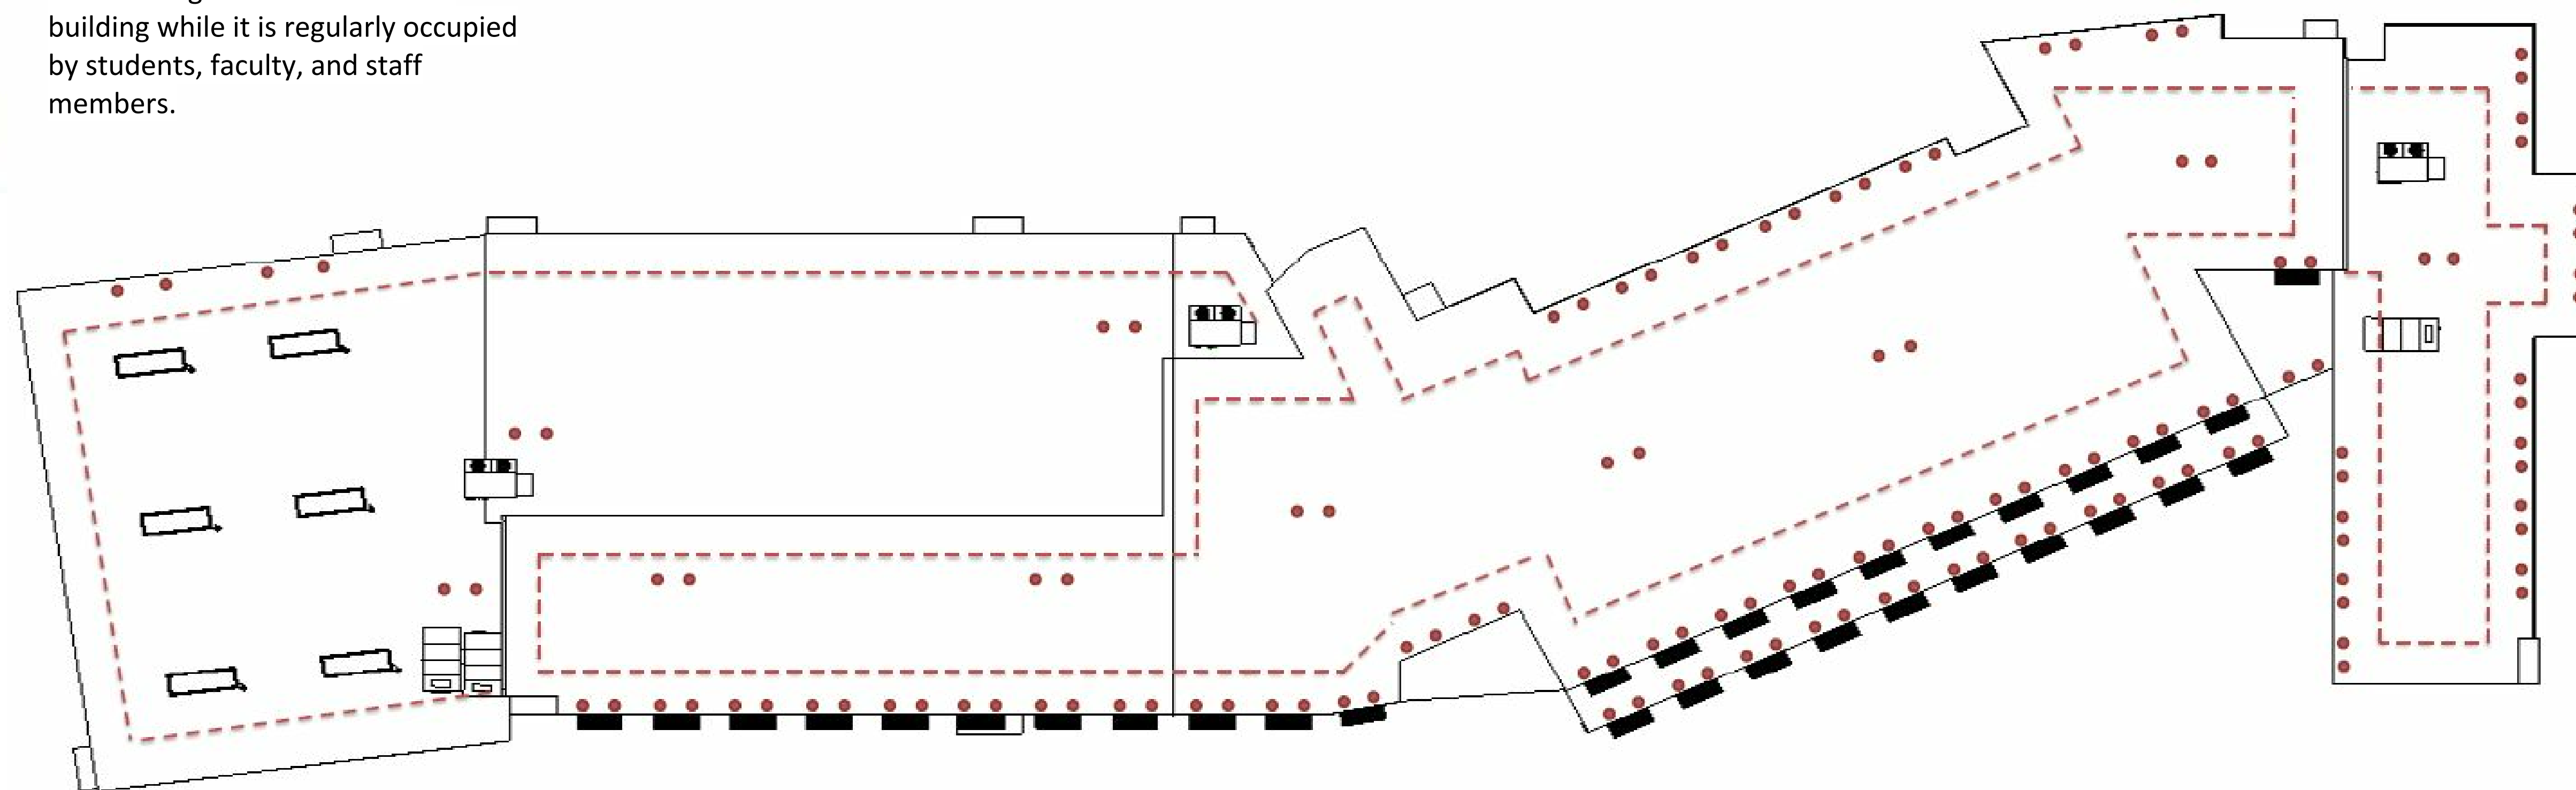 building while it is regularly occupied
by students, faculty, and staff
members.